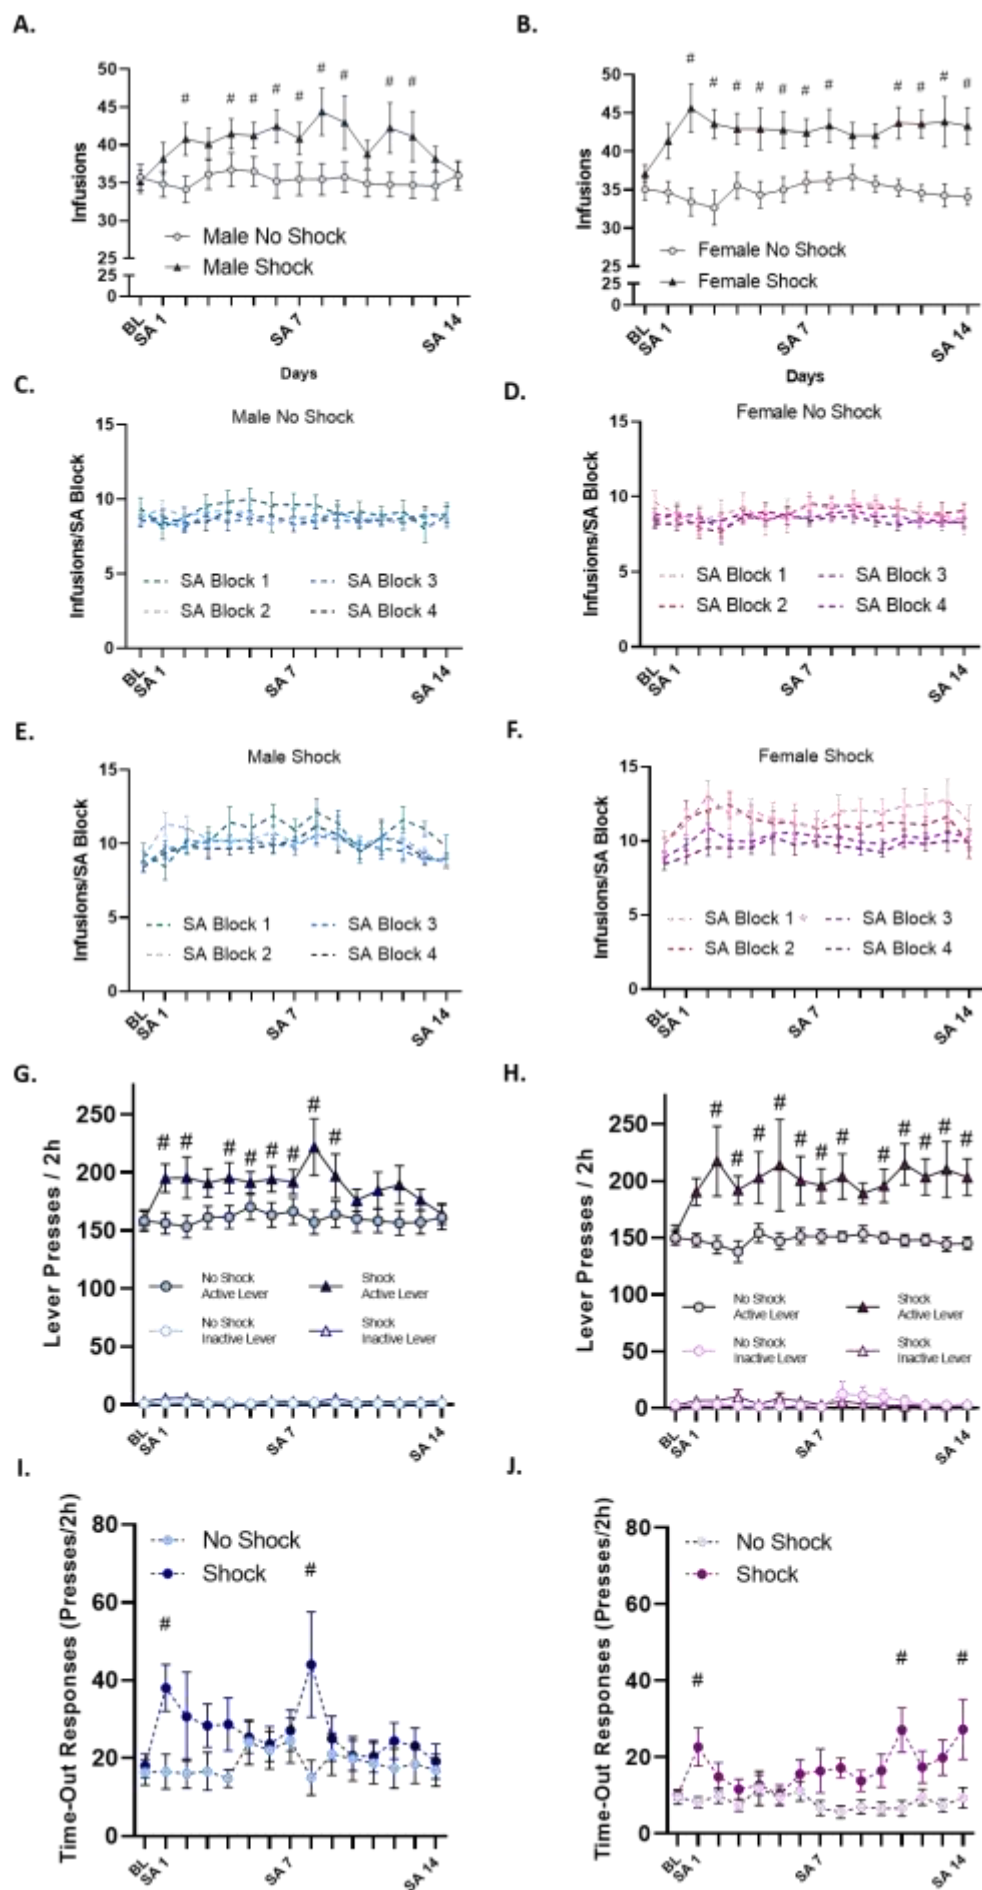 A.
50
45
40
35
30
25
25
0
Infusions
# # # # # # # # # #
Male No Shock
Male Shock
BL
SA 1
SA 7
SA 14
Days
B.
50
45
40
35
30
25
25
0
Infusions
# # # # # # # # # # #
Female No Shock
Female Shock
BL
SA 1
SA 7
SA 14
Days
C.
Male No Shock
15
10
5
0
Infusions/SA Block
SA Block 1
SA Block 3
SA Block 2
SA Block 4
BL
SA 1
SA 7
SA 14
D.
Female No Shock
15
10
5
0
Infusions/SA Block
SA Block 1
SA Block 3
SA Block 2
SA Block 4
BL
SA 1
SA 7
SA 14
E.
Male Shock
15
10
5
0
Infusions/SA Block
SA Block 1
SA Block 3
SA Block 2
SA Block 4
BL
SA 1
SA 7
SA 14
F.
Female Shock
15
10
5
0
Infusions/SA Block
SA Block 1
SA Block 3
SA Block 2
SA Block 4
BL
SA 1
SA 7
SA 14
G.
250
200
150
100
50
0
Lever Presses / 2h
# # # # # # # #
No Shock
Active Lever
Shock
Active Lever
No Shock
Inactive Lever
Shock
Inactive Lever
BL
SA 1
SA 7
SA 14
H.
250
200
150
100
50
0
Lever Presses / 2h
# # # # # # # # # # # #
No Shock
Active Lever
Shock
Active Lever
No Shock
Inactive Lever
Shock
Inactive Lever
BL
SA 1
SA 7
SA 14
I.
80
60
40
20
0
Time-Out Responses (Presses/2h)
No Shock
Shock
# #
BL
SA 1
SA 7
SA 14
J.
80
60
40
20
0
Time-Out Responses (Presses/2h)
No Shock
Shock
# # #
BL
SA 1
SA 7
SA 14